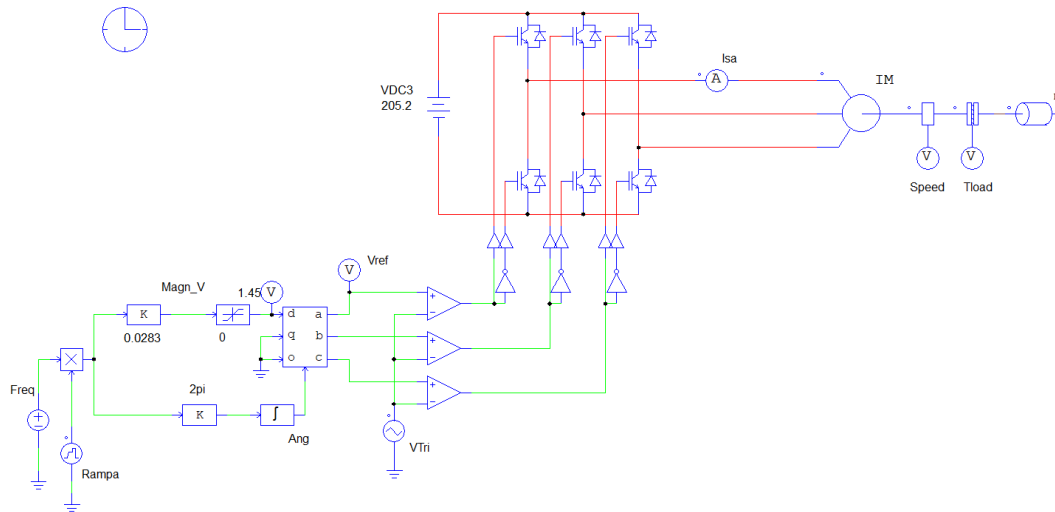 Isa
A
IM
VDC3
205.2
V
V
Speed
Tload
V
Vref
Magn_V
1.45
V
K
0.0283
0
d
a
q
b
o
c
Freq
2pi
K
∫
Ang
Rampa
VTri